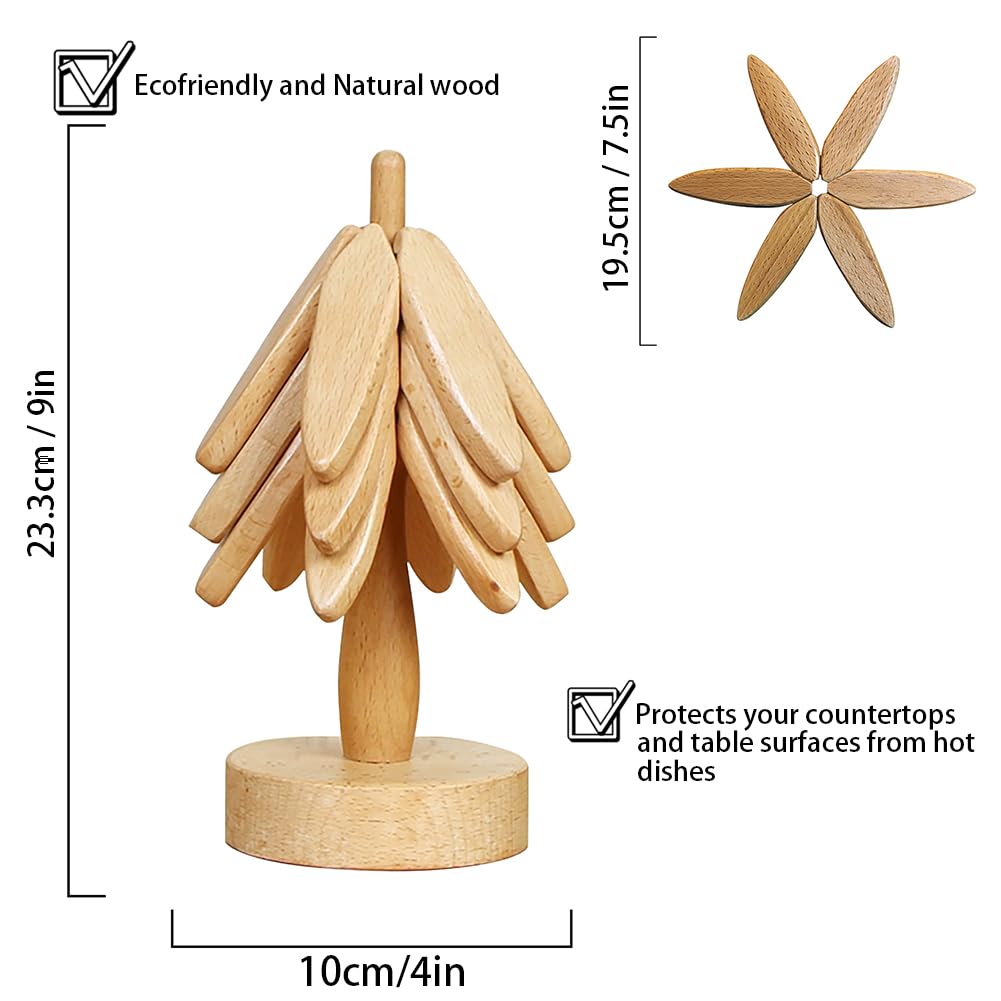 Ecofriendly and Natural wood
19.5cm / 7.5in
23.3cm / 9in
Protects your countertops
and table surfaces from hot
dishes
10cm/4in